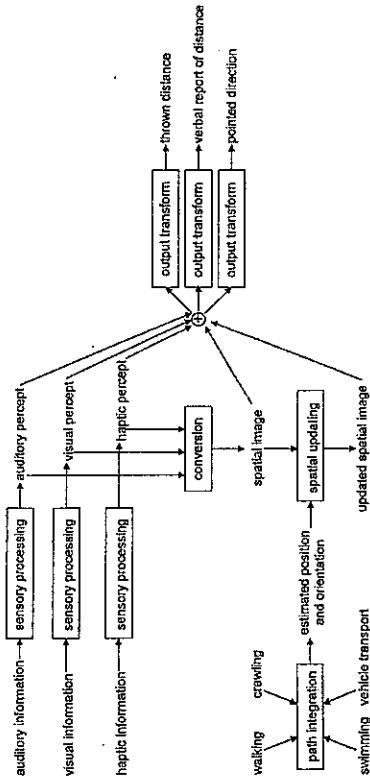 auditory information
sensory processing
auditory percept
visual information
sensory processing
visual percept
haptic information
sensory processing
haptic percept
conversion
spatial image
output transform
thrown distance
output transform
verbal report of distance
output transform
pointed direction
walking
crawling
path integration
swimming
vehicle transport
estimated position
and orientation
spatial updating
updated spatial image